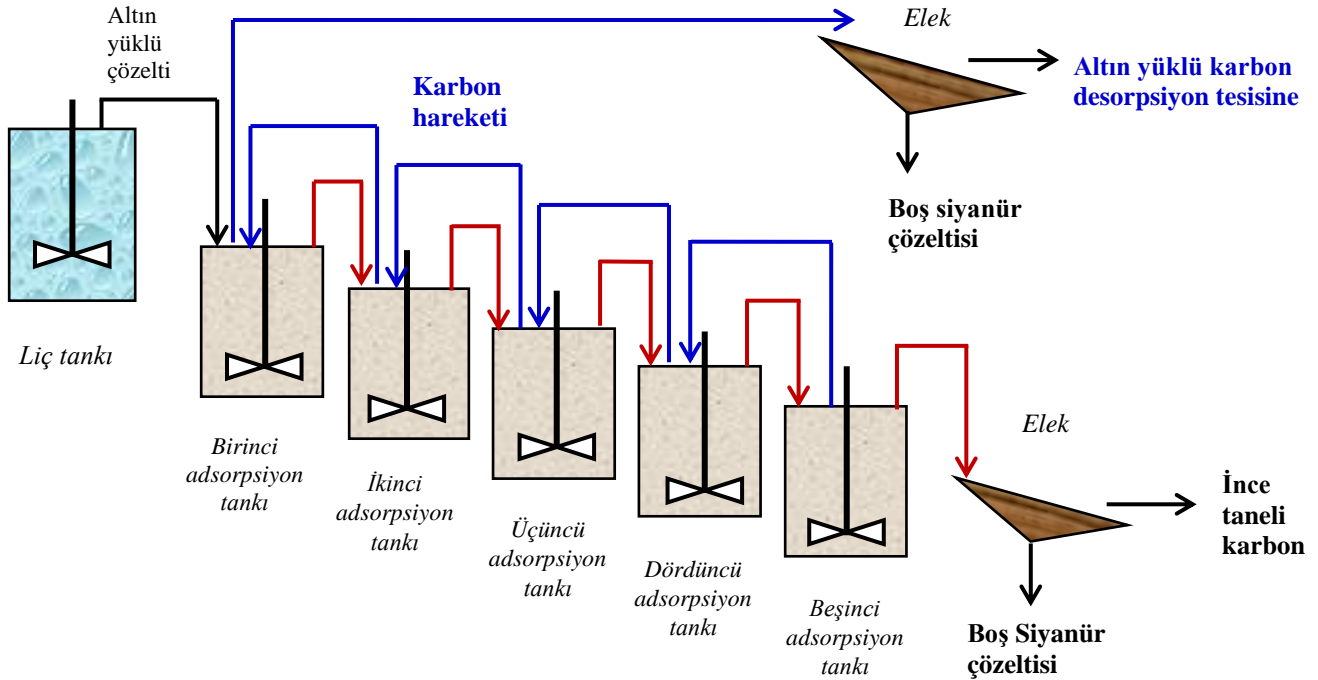 Altın
yüklü
çözelti
Elek
Altın yüklü karbon
desorpsiyon tesisine
Karbon
hareketi
Boş siyanür
çözeltisi
Liç tankı
Birinci
adsorpsiyon
tankı
İkinci
adsorpsiyon
tankı
Üçüncü
adsorpsiyon
tankı
Dördüncü
adsorpsiyon
tankı
Beşinci
adsorpsiyon
tankı
Elek
İnce
taneli
karbon
Boş Siyanür
çözeltisi